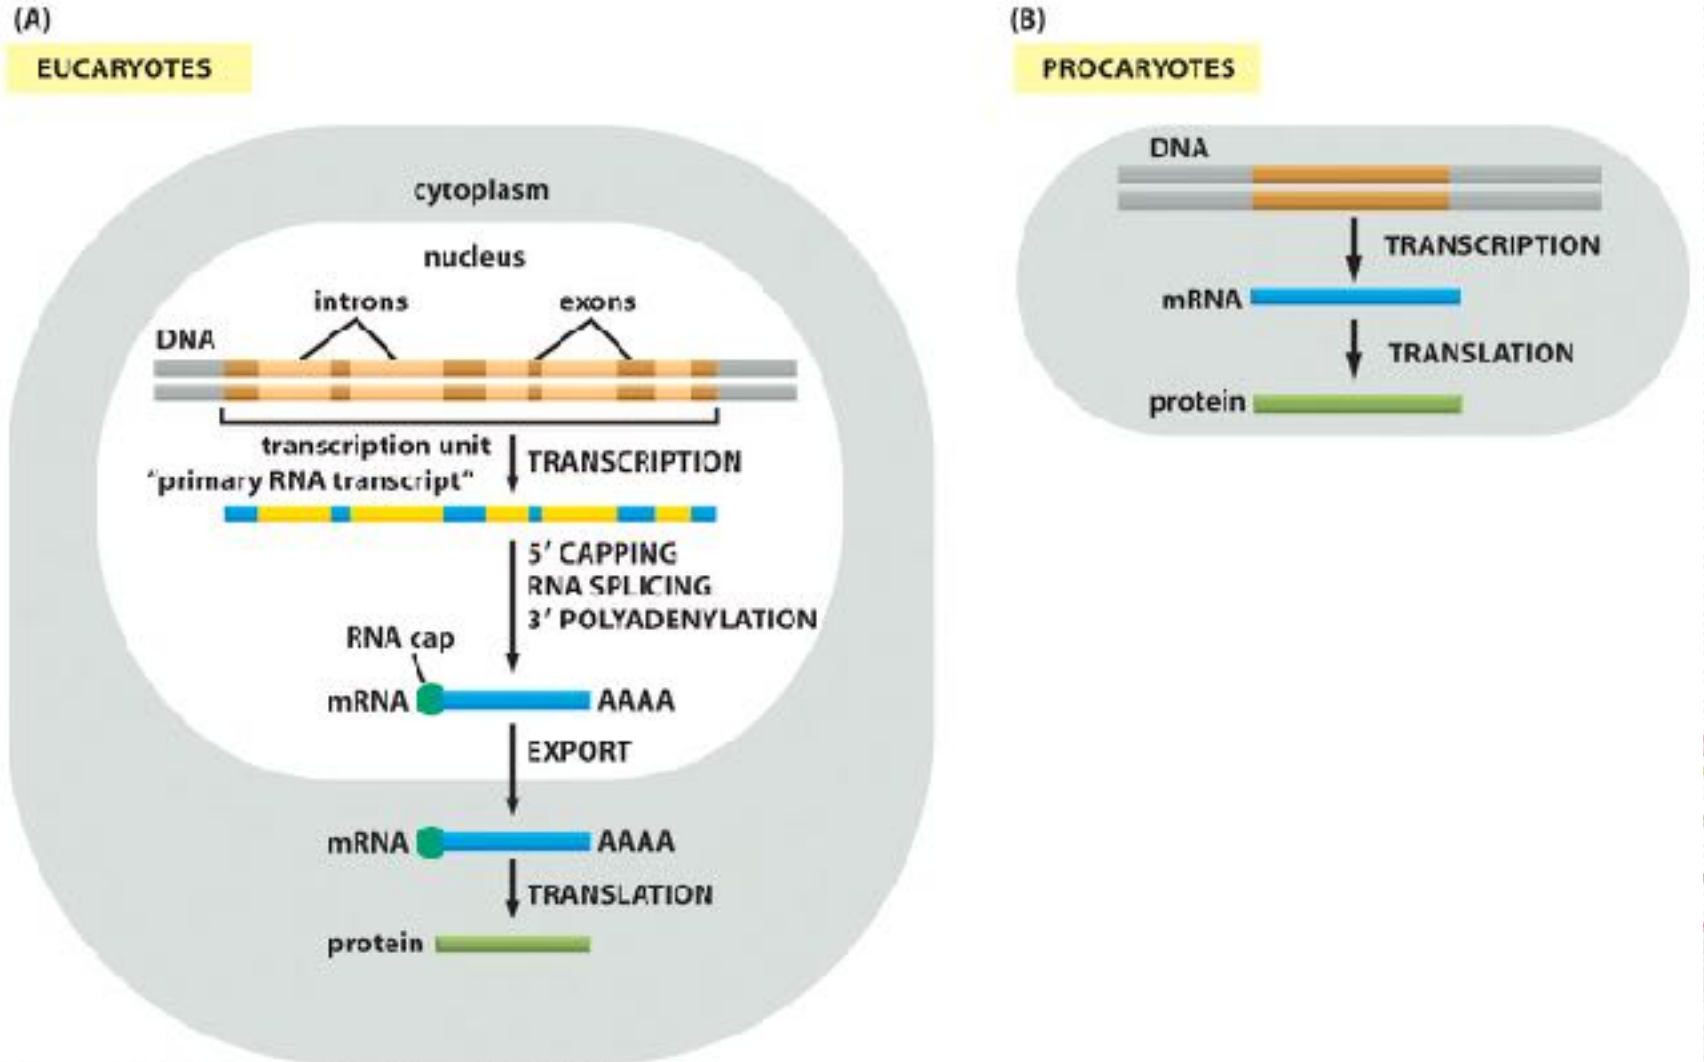 (A)
EUCARYOTES
cytoplasm
nucleus
introns
exons
DNA
transcription unit
"primary RNA transcript"
TRANSCRIPTION
5′ CAPPING
RNA SPLICING
3′ POLYADENYLATION
RNA cap
mRNA
AAAA
EXPORT
mRNA
AAAA
TRANSLATION
protein
(B)
PROCARYOTES
DNA
TRANSCRIPTION
mRNA
TRANSLATION
protein